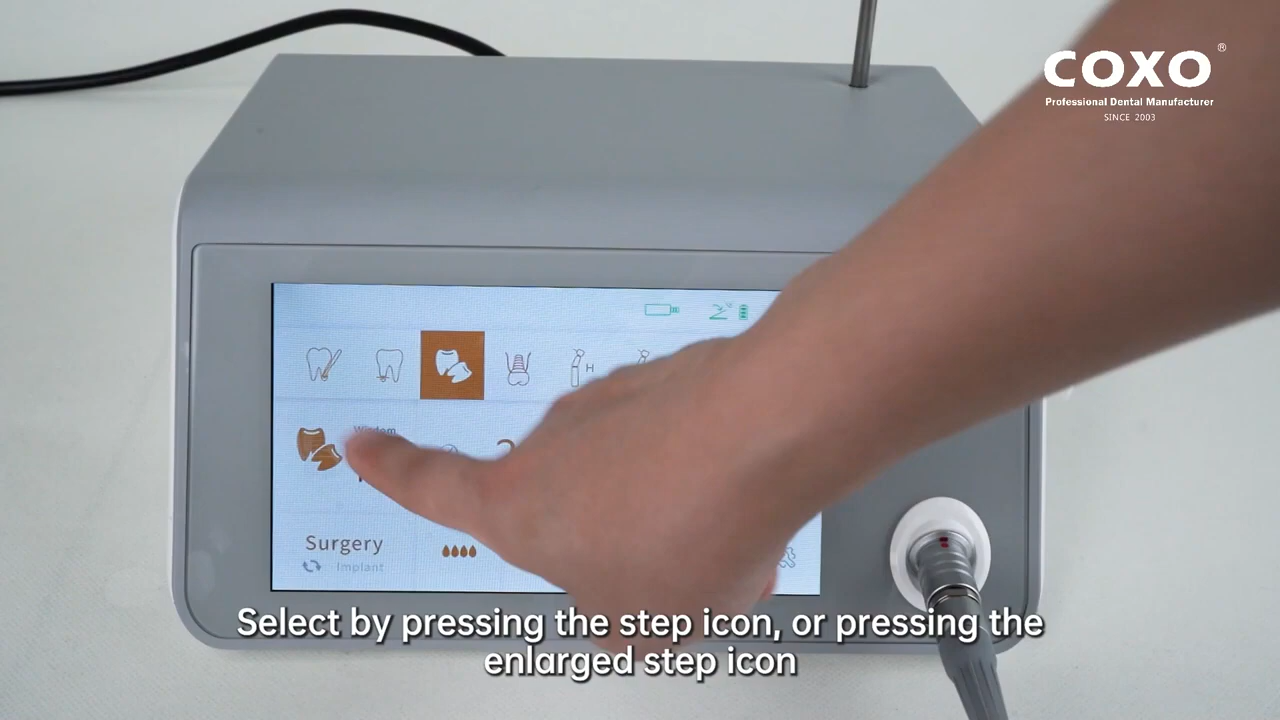 COXO®
Professional Dental Manufacturer
SINCE 2003
H
Wisdom
Surgery
Implant
Select by pressing the step icon, or pressing the
enlarged step icon